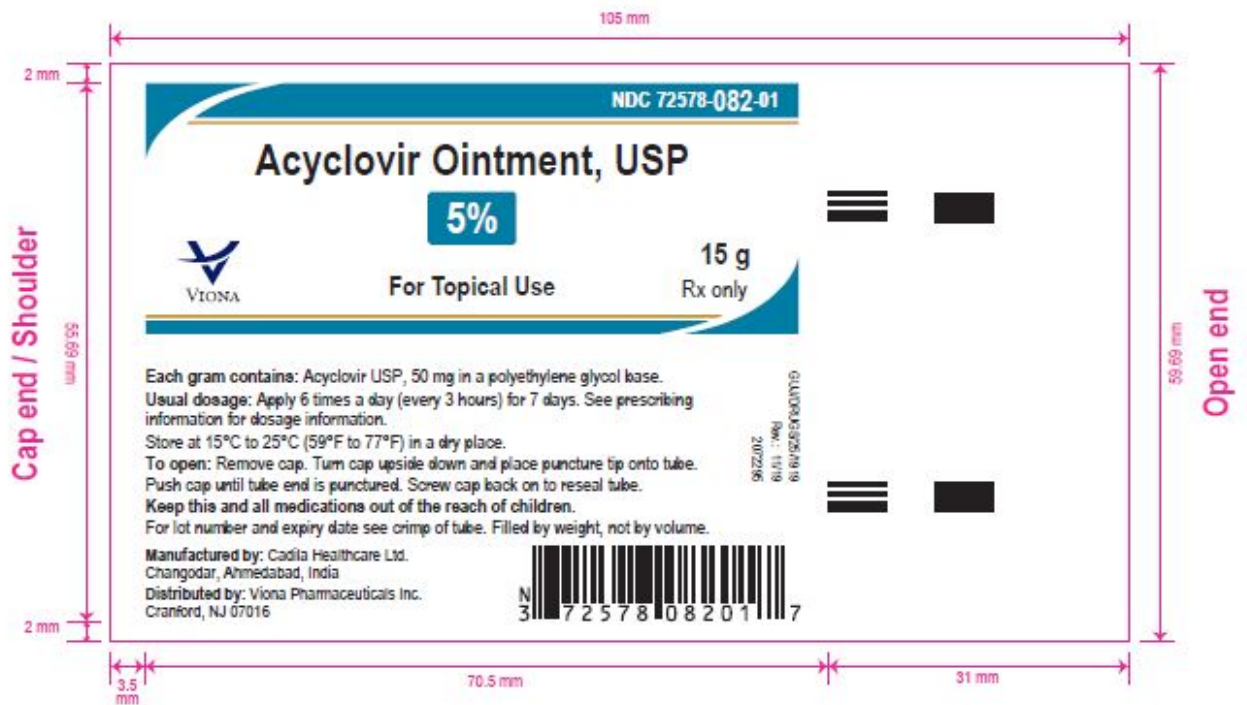 105 mm
2 mm
NDC 72578-082-01
Acyclovir Ointment, USP
5%
15 g
VIONA
For Topical Use
Rx only
Cap end / Shoulder
55.69 mm
59.69 mm
Open end
Each gram contains: Acyclovir USP, 50 mg in a polyethylene glycol base.
Usual dosage: Apply 6 times a day (every 3 hours) for 7 days. See prescribing
information for dosage information.
Store at 15°C to 25°C (59°F to 77°F) in a dry place.
To open: Remove cap. Turn cap upside down and place puncture tip onto tube.
Push cap until tube end is punctured. Screw cap back on to reseal tube.
Keep this and all medications out of the reach of children.
For lot number and expiry date see crimp of tube. Filled by weight, not by volume.
Manufactured by: Cadila Healthcare Ltd.
Changodar, Ahmedabad, India
Distributed by: Viona Pharmaceuticals Inc.
Cranford, NJ 07016
Rev.: 11/19
2072295
N
3 72578 08201 7
2 mm
3.5
mm
70.5 mm
31 mm